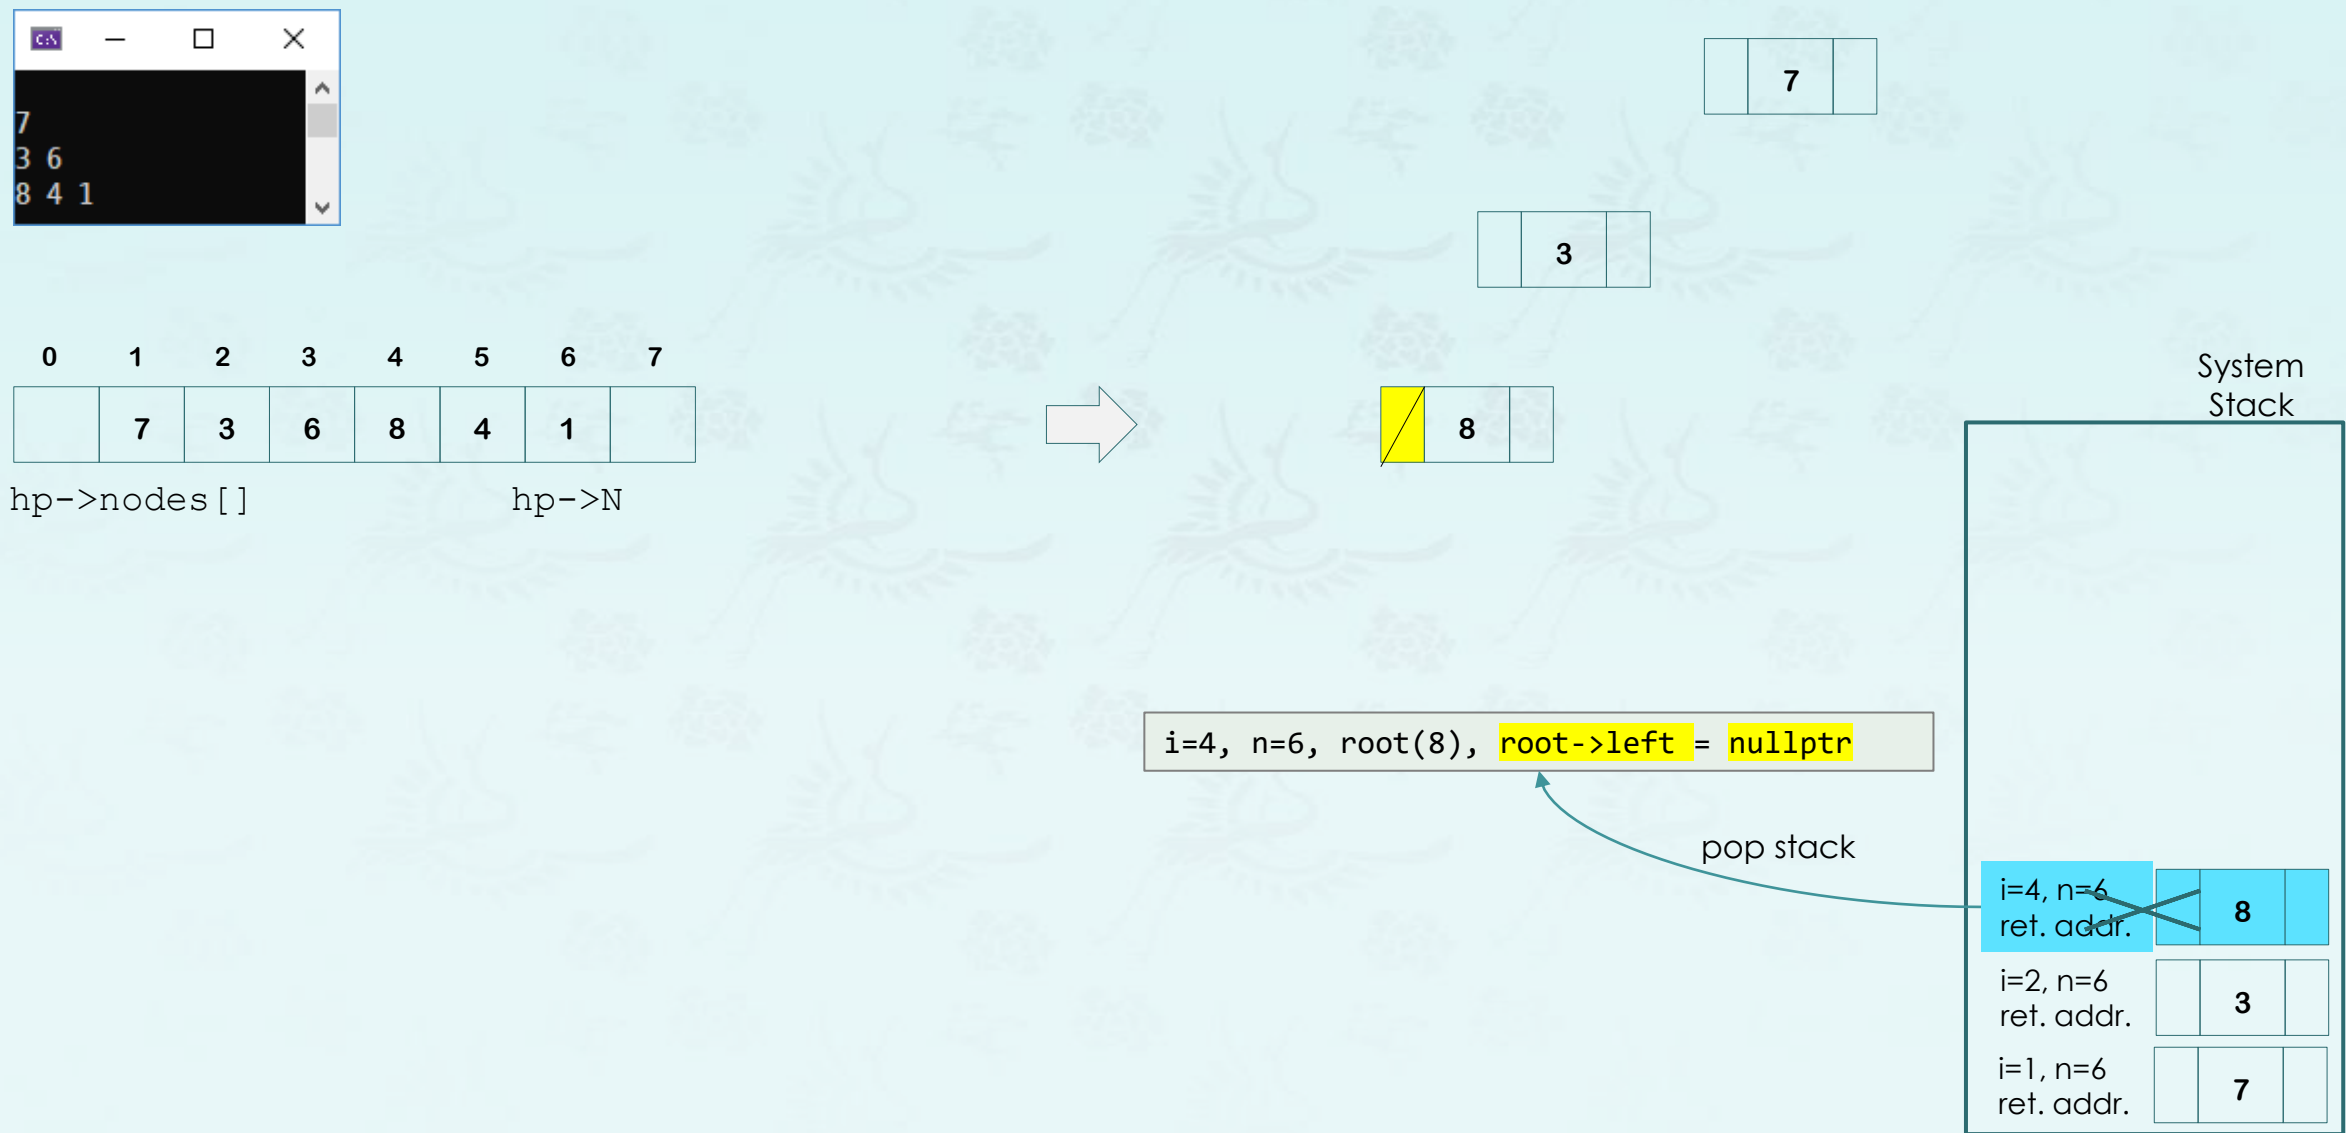 C:\
7
3 6
8 4 1
7
3
0 1 2 3 4 5 6 7
7 3 6 8 4 1
hp->nodes[] hp->N
8
System
Stack
i=4, n=6, root(8), root->left = nullptr
pop stack
i=4, n=6
ret. addr.
8
i=2, n=6
ret. addr.
3
i=1, n=6
ret. addr.
7